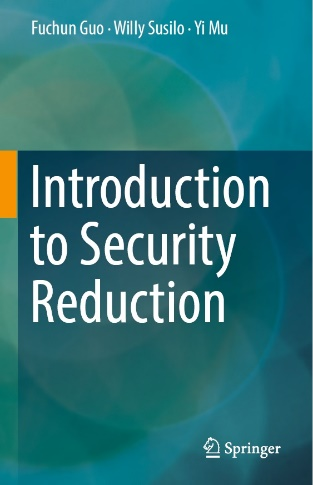 Fuchun Guo · Willy Susilo · Yi Mu
Introduction
to Security
Reduction
Springer